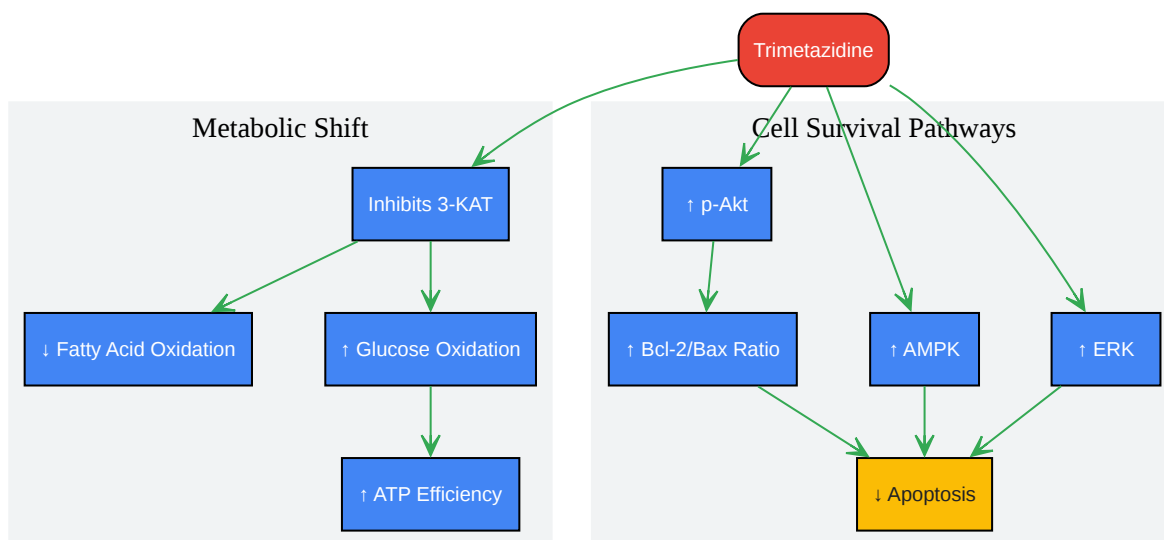 Trimetazidine
Metabolic Shift
Cell Survival Pathways
Inhibits 3-KAT
↑ p-Akt
↓ Fatty Acid Oxidation
↑ Glucose Oxidation
↑ Bcl-2/Bax Ratio
↑ AMPK
↑ ERK
↑ ATP Efficiency
↓ Apoptosis